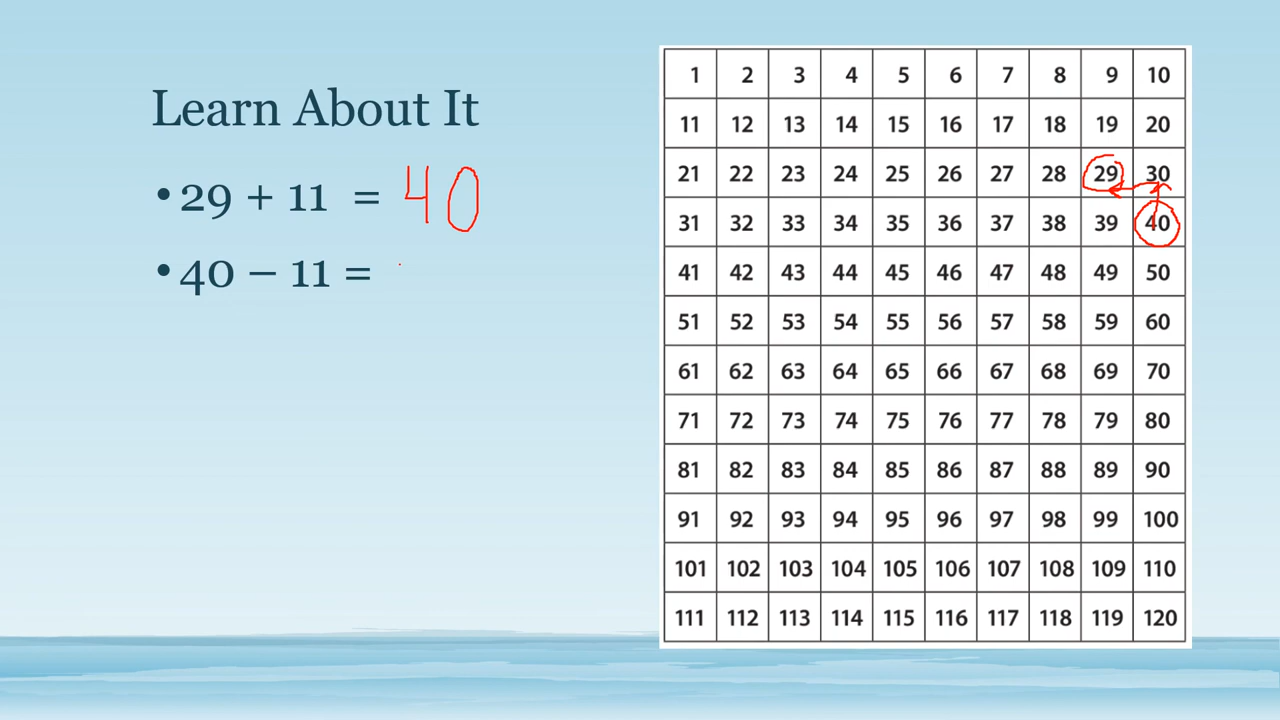 Learn About It
• 29 + 11 = 40
• 40 – 11 =
1 2 3 4 5 6 7 8 9 10
11 12 13 14 15 16 17 18 19 20
21 22 23 24 25 26 27 28 29 30
31 32 33 34 35 36 37 38 39 40
41 42 43 44 45 46 47 48 49 50
51 52 53 54 55 56 57 58 59 60
61 62 63 64 65 66 67 68 69 70
71 72 73 74 75 76 77 78 79 80
81 82 83 84 85 86 87 88 89 90
91 92 93 94 95 96 97 98 99 100
101 102 103 104 105 106 107 108 109 110
111 112 113 114 115 116 117 118 119 120